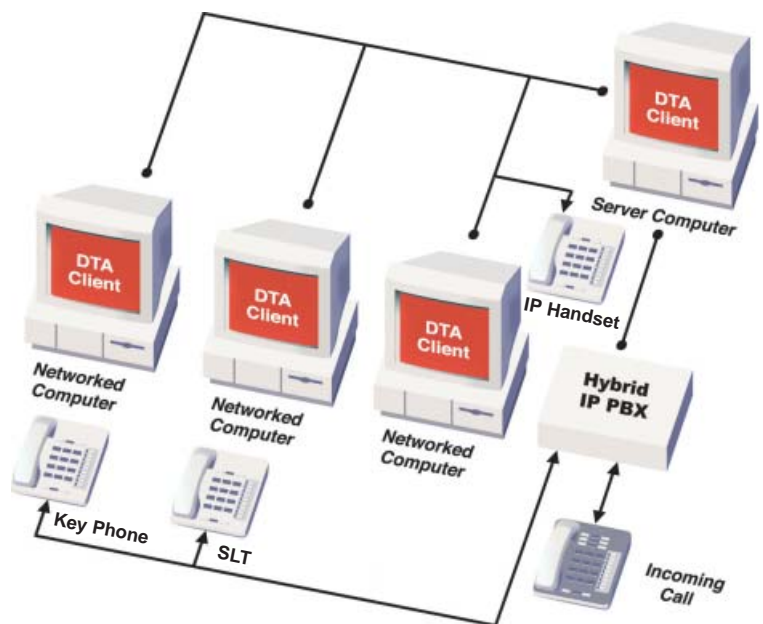 DTA
Client
Server Computer
DTA
Client
Networked
Computer
DTA
Client
Networked
Computer
DTA
Client
Networked
Computer
IP Handset
Hybrid
IP PBX
Key Phone
SLT
Incoming
Call